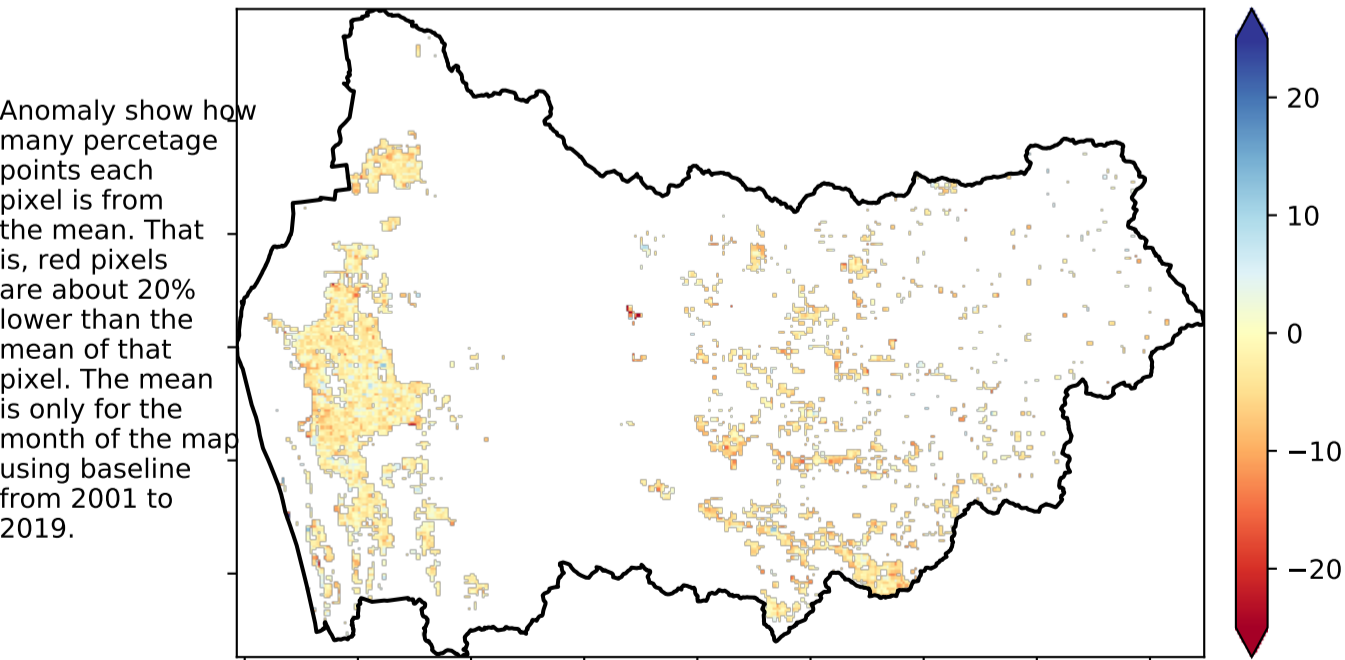 Anomaly show how
many percetage
points each
pixel is from
the mean. That
is, red pixels
are about 20%
lower than the
mean of that
pixel. The mean
is only for the
month of the map
using baseline
from 2001 to
2019.
20
10
0
−10
−20